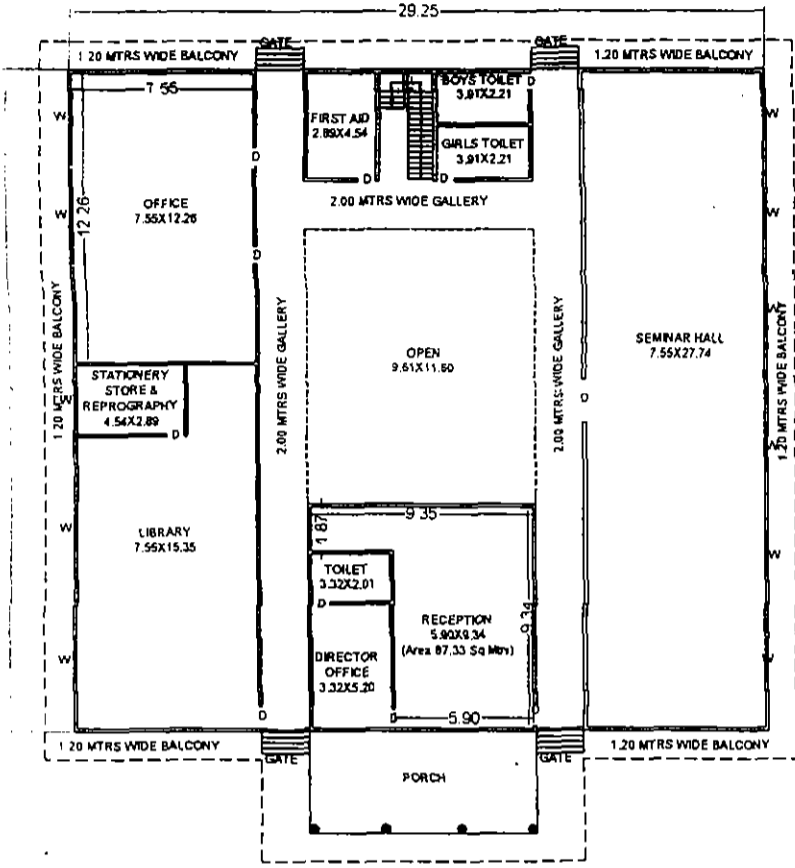 29.25
GATE
GATE
1.20 MTRS WIDE BALCONY
1.20 MTRS WIDE BALCONY
7.55
BOYS TOILET
3.91X2.21
D
W
W
FIRST AID
2.89X4.54
GIRLS TOILET
3.91X2.21
D
D
D
OFFICE
7.55X12.26
12.26
2.00 MTRS WIDE GALLERY
W
W
D
1.20 MTRS WIDE BALCONY
2.00 MTRS WIDE GALLERY
OPEN
9.61X11.60
2.00 MTRS WIDE GALLERY
SEMINAR HALL
7.55X27.74
W
1.20 MTRS WIDE BALCONY
STATIONERY
STORE &
REPROGRAPHY
4.54X2.89
W
D
D
W
LIBRARY
7.55X15.35
W
9.35
1.87
W
TOILET
3.32X2.01
D
RECEPTION
5.90X9.34
(Area 87.33 Sq Mtrs)
9.34
DIRECTOR
OFFICE
3.32X5.20
W
W
D
D
5.90
D
1.20 MTRS WIDE BALCONY
1.20 MTRS WIDE BALCONY
GATE
GATE
PORCH